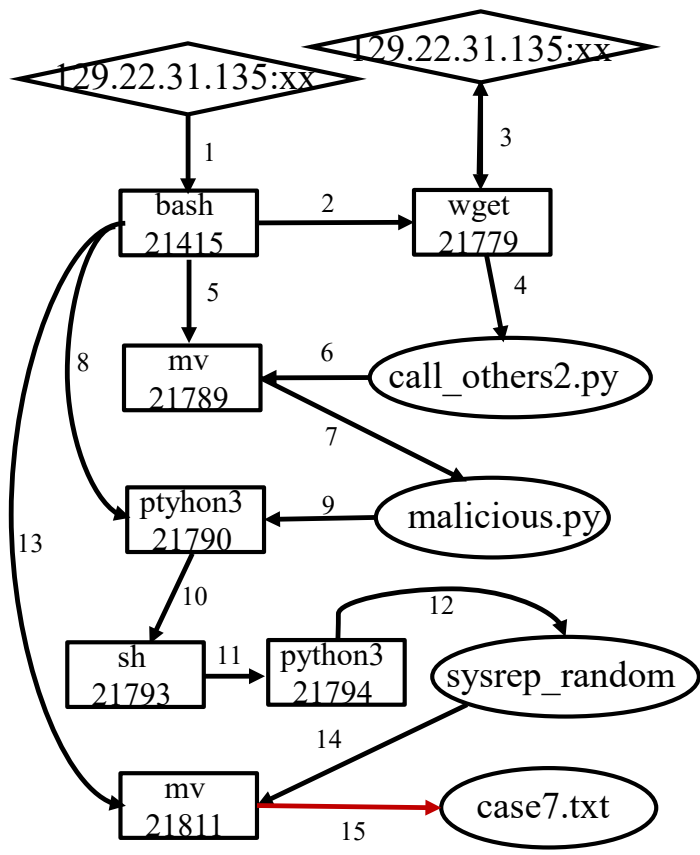 129.22.31.135:xx
129.22.31.135:xx
1
3
bash
21415
2
wget
21779
5
4
mv
21789
6
call_others2.py
8
7
ptyhon3
21790
9
malicious.py
13
10
12
sh
21793
11
python3
21794
sysrep_random
14
mv
21811
15
case7.txt